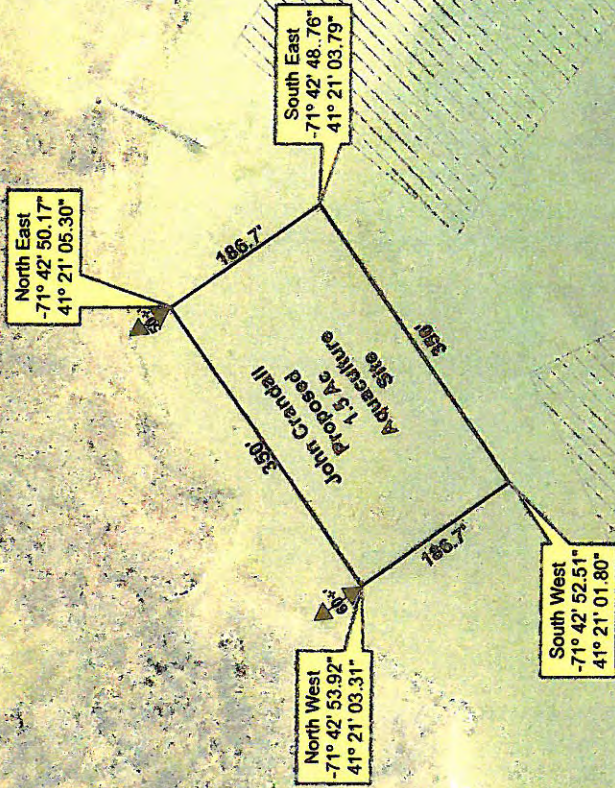 North East
-71° 42' 50.17"
41° 21' 05.30"
South East
-71° 42' 48.76"
41° 21' 03.79"
186.7'
350'
John Crandall
Proposed
1.5 Ac
Aquaculture
Site
350'
60±'
186.7'
North West
-71° 42' 53.92"
41° 21' 03.31"
South West
-71° 42' 52.51"
41° 21' 01.80"